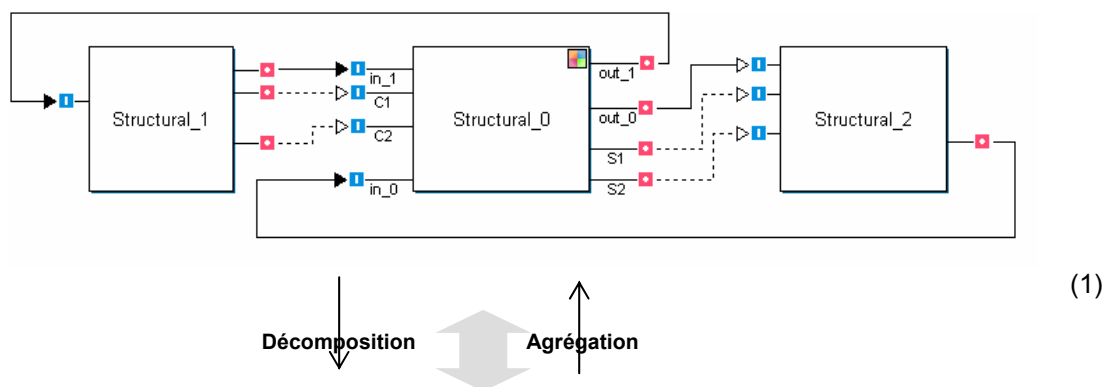 out_1
in_1
C1
Structural_1
Structural_0
out_0
Structural_2
C2
S1
in_0
S2
(1)
Décomposition
Agrégation